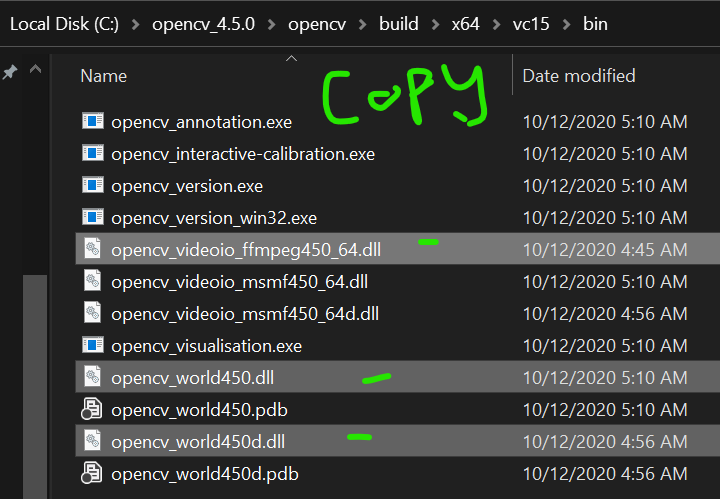 Local Disk (C:) > opencv_4.5.0 > opencv > build > x64 > vc15 > bin
Name Date modified
Copy
opencv_annotation.exe 10/12/2020 5:10 AM
opencv_interactive-calibration.exe 10/12/2020 5:10 AM
opencv_version.exe 10/12/2020 5:10 AM
opencv_version_win32.exe 10/12/2020 5:10 AM
opencv_videoio_ffmpeg450_64.dll 10/12/2020 4:45 AM
opencv_videoio_msmf450_64.dll 10/12/2020 5:10 AM
opencv_videoio_msmf450_64d.dll 10/12/2020 4:56 AM
opencv_visualisation.exe 10/12/2020 5:10 AM
opencv_world450.dll 10/12/2020 5:10 AM
opencv_world450.pdb 10/12/2020 5:10 AM
opencv_world450d.dll 10/12/2020 4:56 AM
opencv_world450d.pdb 10/12/2020 4:56 AM